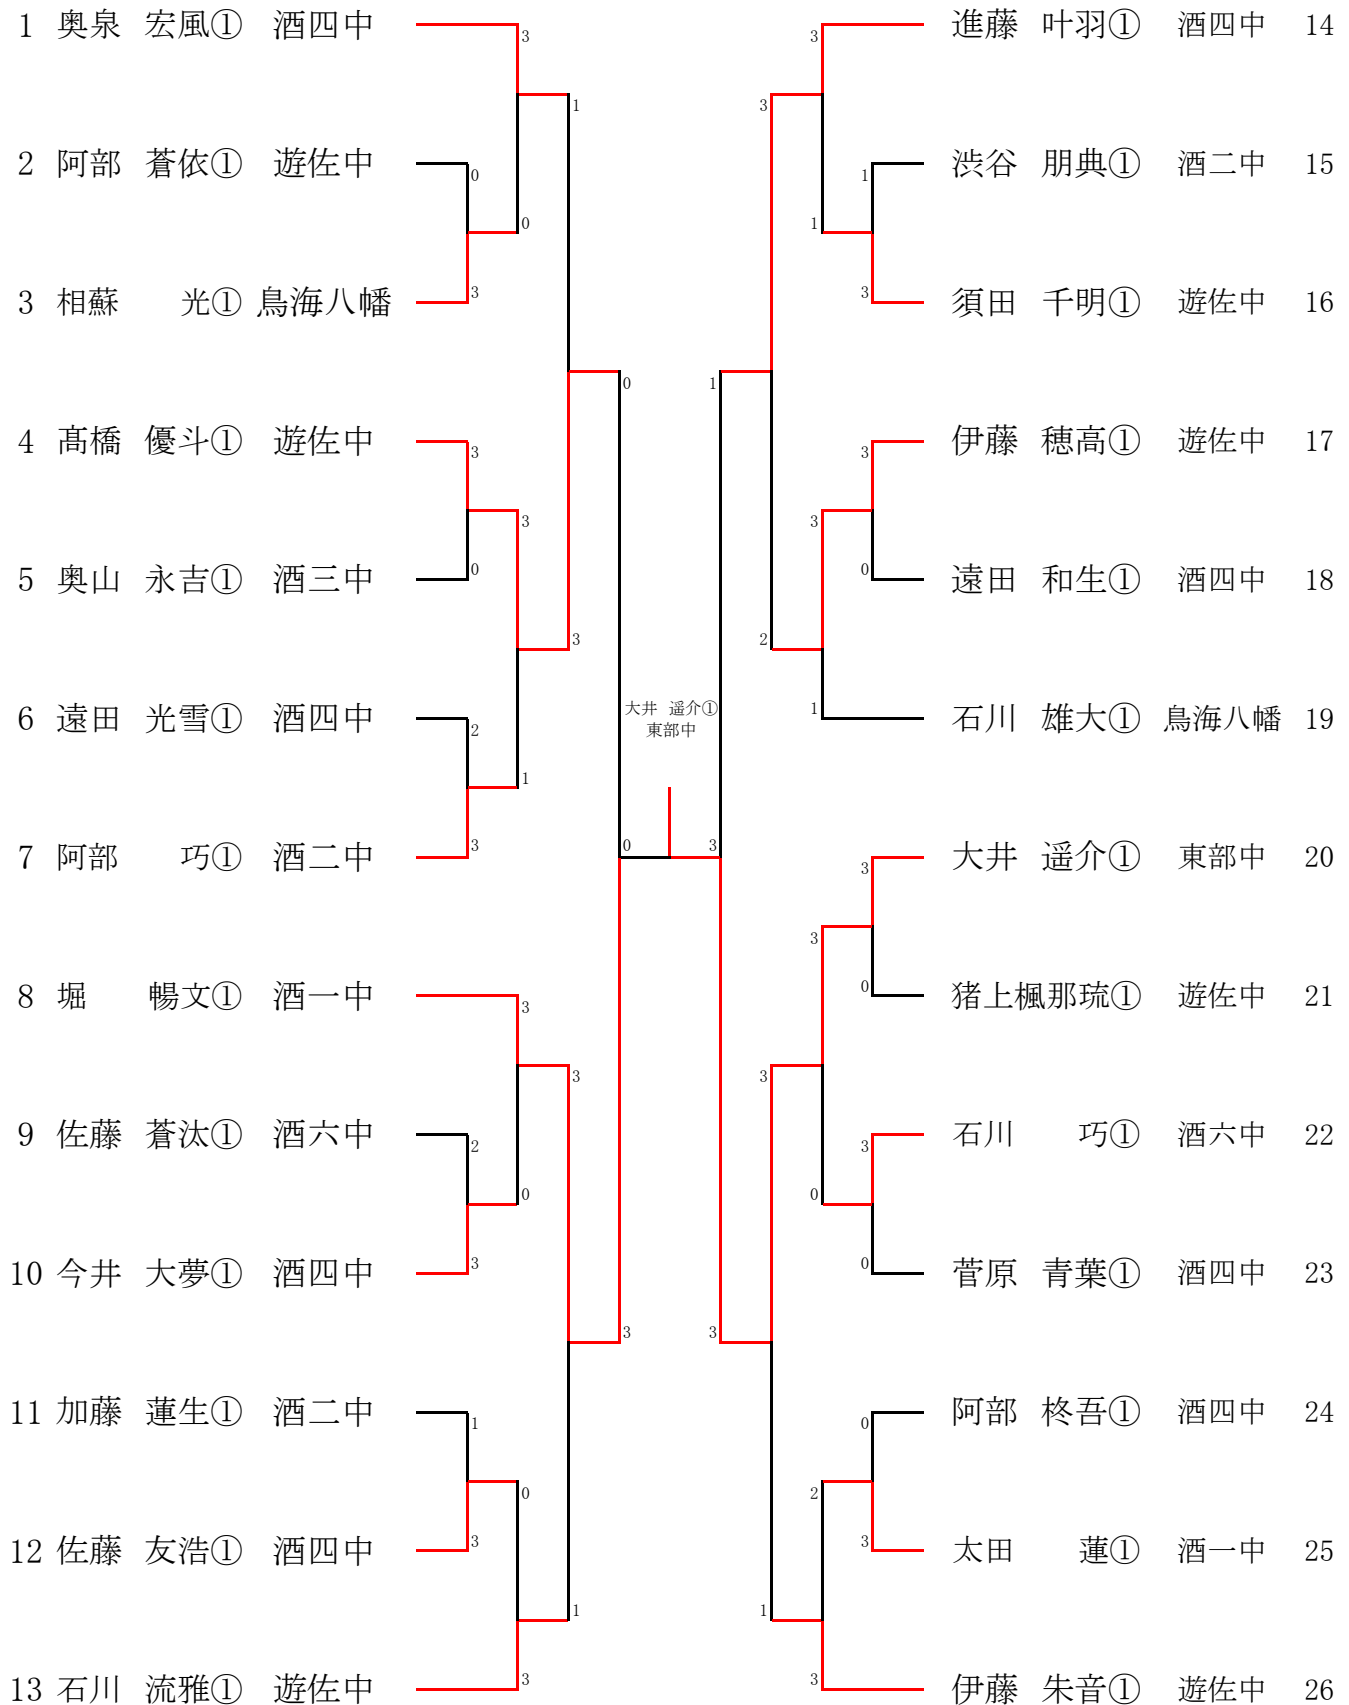 1 奥泉 宏風① 酒四中
3
1
2 阿部 蒼依① 遊佐中
0
0
3 相蘇 光① 鳥海八幡
3
0
4 髙橋 優斗① 遊佐中
3
3
5 奥山 永吉① 酒三中
0
3
6 遠田 光雪① 酒四中
2
1
7 阿部 巧① 酒二中
3
0
8 堀 暢文① 酒一中
3
3
9 佐藤 蒼汰① 酒六中
2
0
10 今井 大夢① 酒四中
3
3
11 加藤 蓮生① 酒二中
1
0
12 佐藤 友浩① 酒四中
3
1
13 石川 流雅① 遊佐中
3
大井 遥介①
東部中
進藤 叶羽① 酒四中 14
3
3
渋谷 朋典① 酒二中 15
1
1
須田 千明① 遊佐中 16
3
1
伊藤 穂高① 遊佐中 17
3
3
遠田 和生① 酒四中 18
0
2
石川 雄大① 鳥海八幡 19
1
大井 遥介① 東部中 20
3
3
3
猪上楓那琉① 遊佐中 21
0
3
石川 巧① 酒六中 22
3
0
菅原 青葉① 酒四中 23
0
3
阿部 柊吾① 酒四中 24
0
2
太田 蓮① 酒一中 25
3
1
伊藤 朱音① 遊佐中 26
3